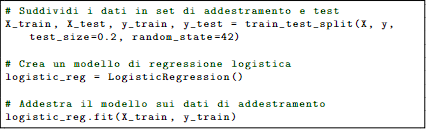 # Suddividi i dati in set di addestramento e test
X_train, X_test, y_train, y_test = train_test_split(X, y,
test_size=0.2, random_state=42)
# Crea un modello di regressione logistica
logistic_reg = LogisticRegression()
# Addestra il modello sui dati di addestramento
logistic_reg.fit(X_train, y_train)